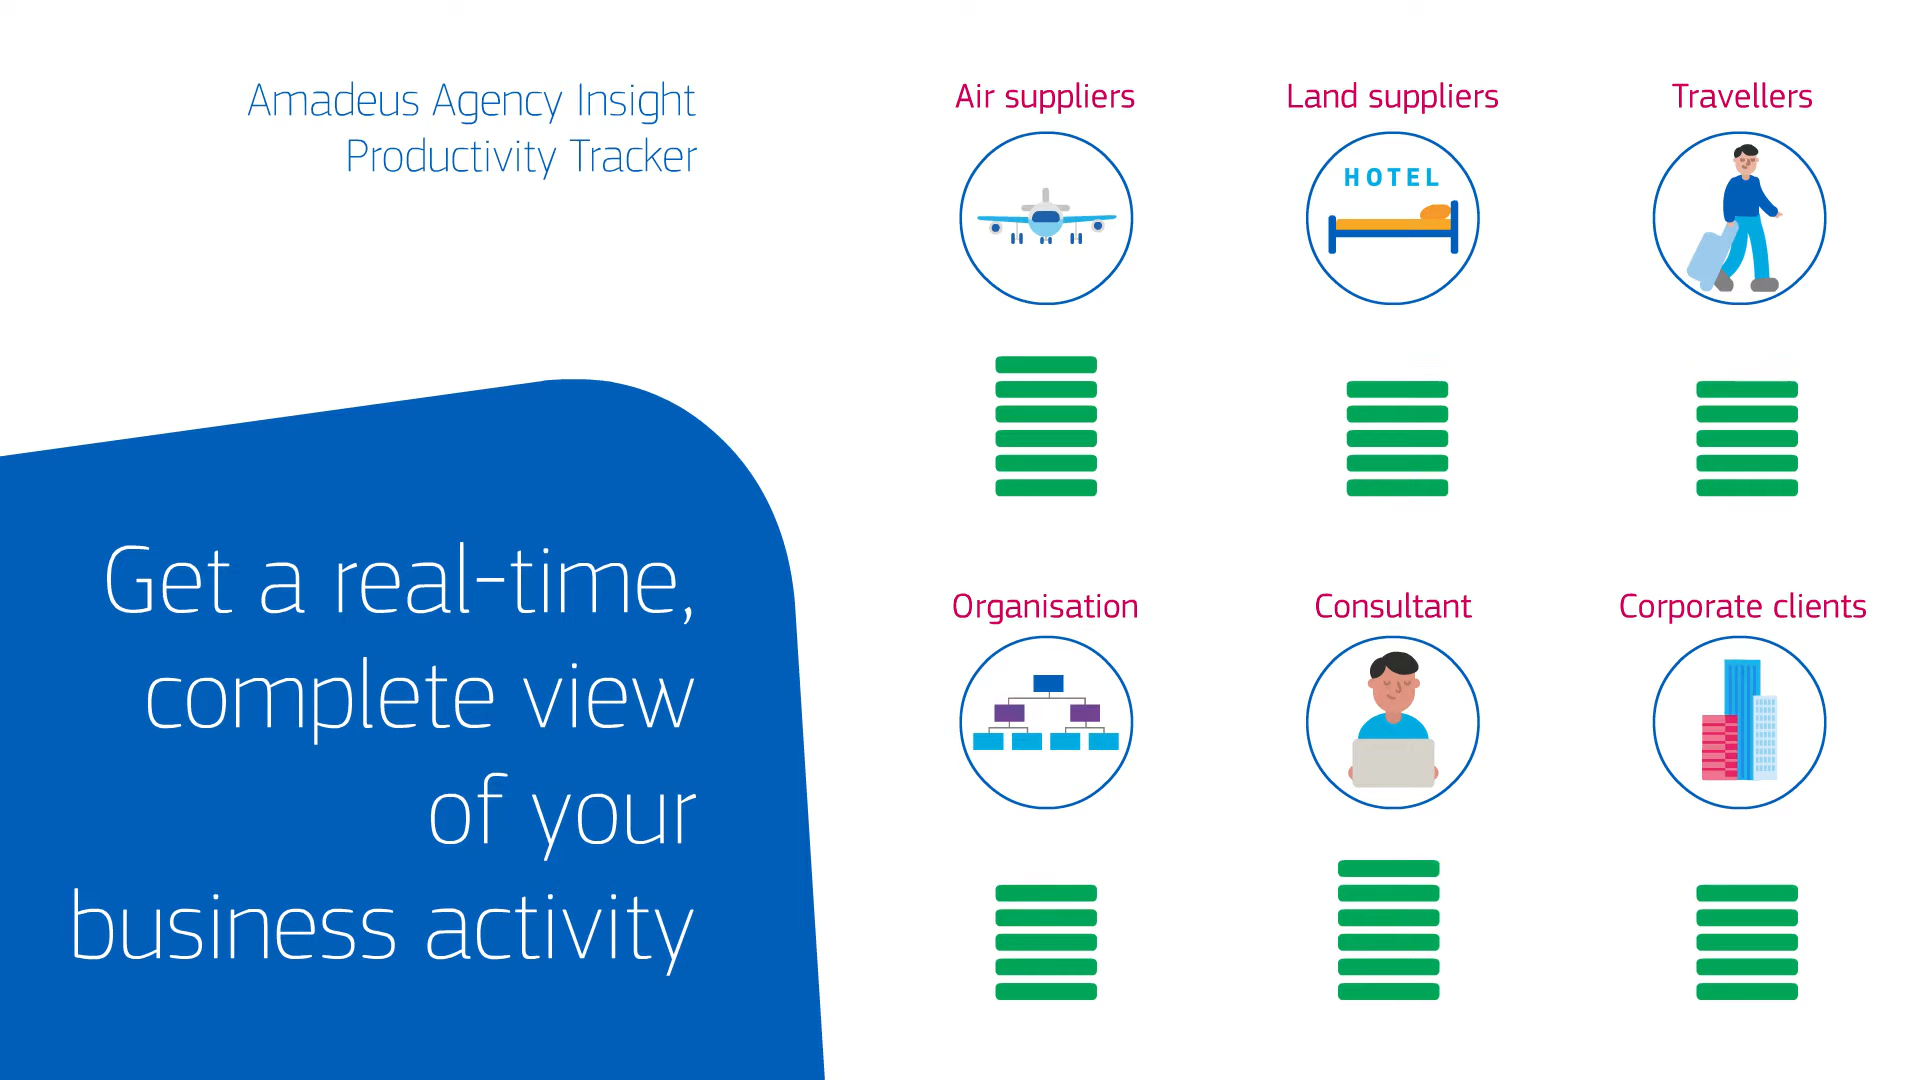 Amadeus Agency Insight
Productivity Tracker
Get a real-time,
complete view
of your
business activity
Air suppliers
Land suppliers
Travellers
HOTEL
Organisation
Consultant
Corporate clients